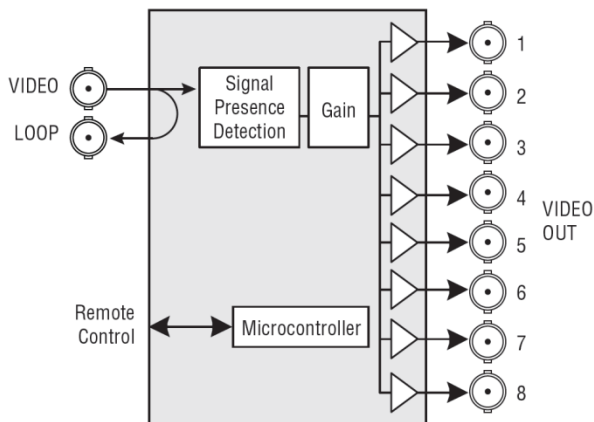 VIDEO
LOOP
Signal
Presence
Detection
Gain
1
2
3
4
5
6
7
8
VIDEO
OUT
Remote
Control
Microcontroller